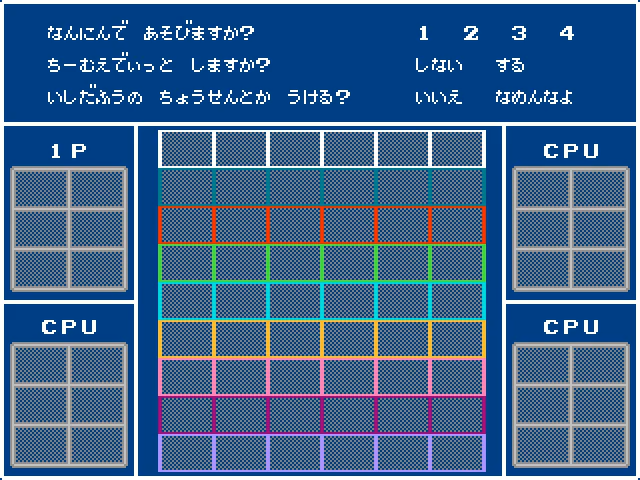 なんにんで あそびますか? 1 2 3 4
ちーむえでぃっと しますか? しない する
いしだふうの ちょうせんとか うける? いいえ なめんなよ
1P
CPU
CPU
CPU